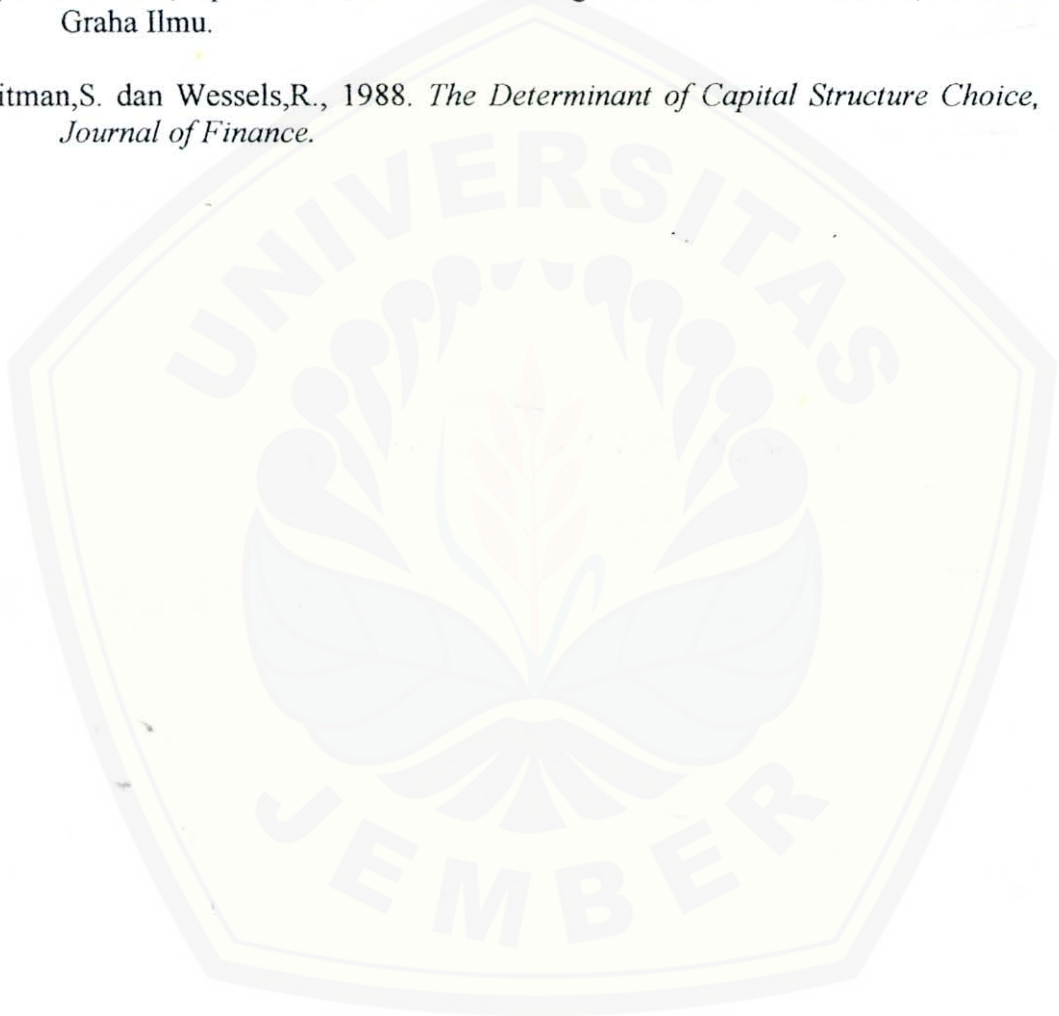 Graha Ilmu.
itman,S. dan Wessels,R., 1988. The Determinant of Capital Structure Choice,
Journal of Finance.
UNIVERSITAS
JEMBER